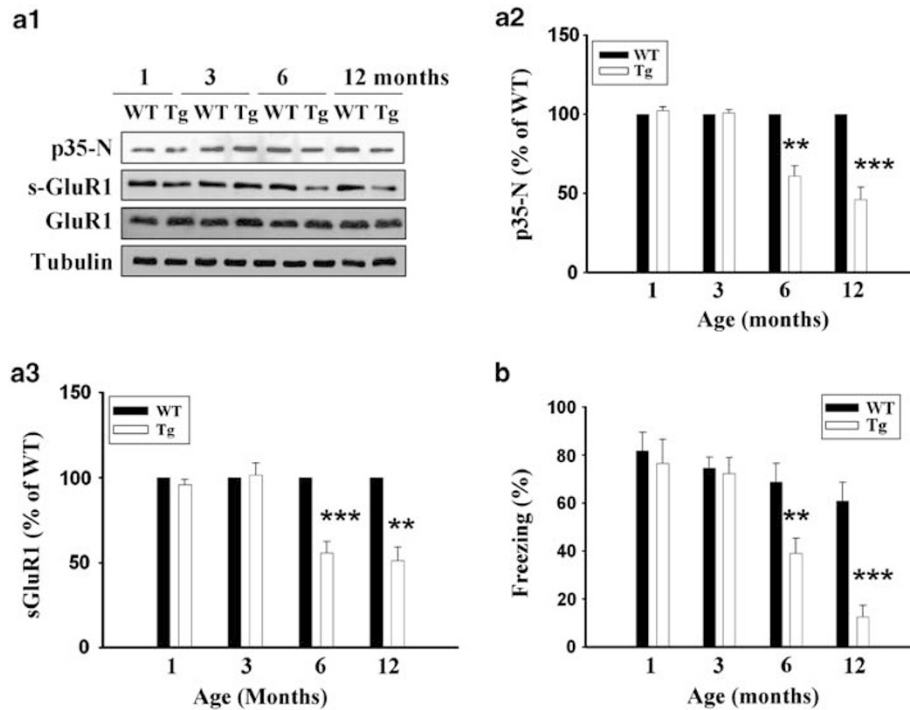 a1
1 3 6 12 months
WT Tg WT Tg WT Tg WT Tg
p35-N
s-GluR1
GluR1
Tubulin
a2
150
100
50
0
p35-N (% of WT)
WT
Tg
**
***
1 3 6 12
Age (months)
a3
150
100
50
0
sGluR1 (% of WT)
WT
Tg
***
**
1 3 6 12
Age (Months)
b
100
80
60
40
20
0
Freezing (%)
WT
Tg
**
***
1 3 6 12
Age (months)